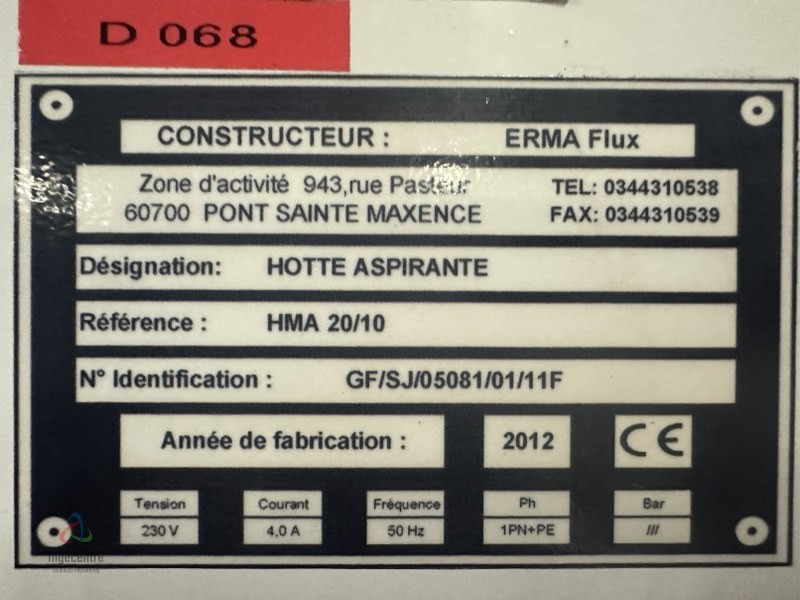 D 068
CONSTRUCTEUR : ERMA Flux
Zone d'activité 943,rue Pasteur TEL: 0344310538
60700 PONT SAINTE MAXENCE FAX: 0344310539
Désignation: HOTTE ASPIRANTE
Référence : HMA 20/10
N° Identification : GF/SJ/05081/01/11F
Année de fabrication : 2012 CE
Tension Courant Fréquence Ph Bar
230 V 4,0 A 50 Hz 1PN+PE ///
ingecentre